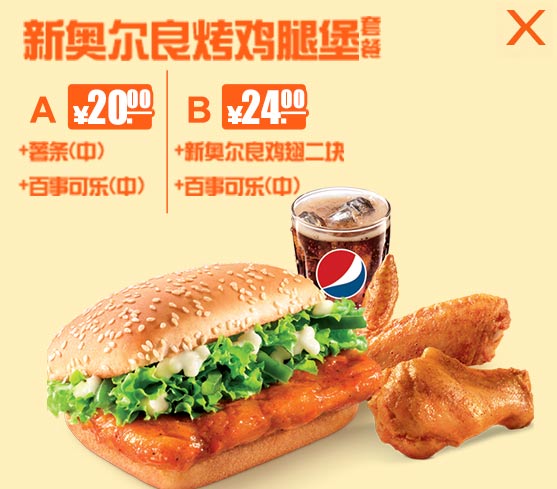 新奥尔良烤鸡腿堡套餐
X
A ¥20.00
+薯条(中)
+百事可乐(中)
B ¥24.00
+新奥尔良鸡翅二块
+百事可乐(中)